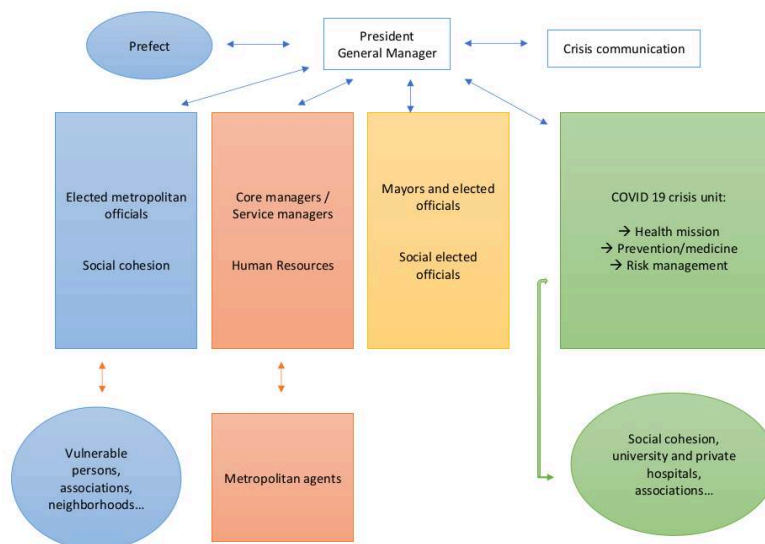 Prefect
President
General Manager
Crisis communication
Elected metropolitan
officials
Social cohesion
Core managers /
Service managers
Human Resources
Mayors and elected
officials
Social elected
officials
COVID 19 crisis unit:
→ Health mission
→ Prevention/medicine
→ Risk management
Vulnerable
persons,
associations,
neighborhoods…
Metropolitan agents
Social cohesion,
university and private
hospitals,
associations…